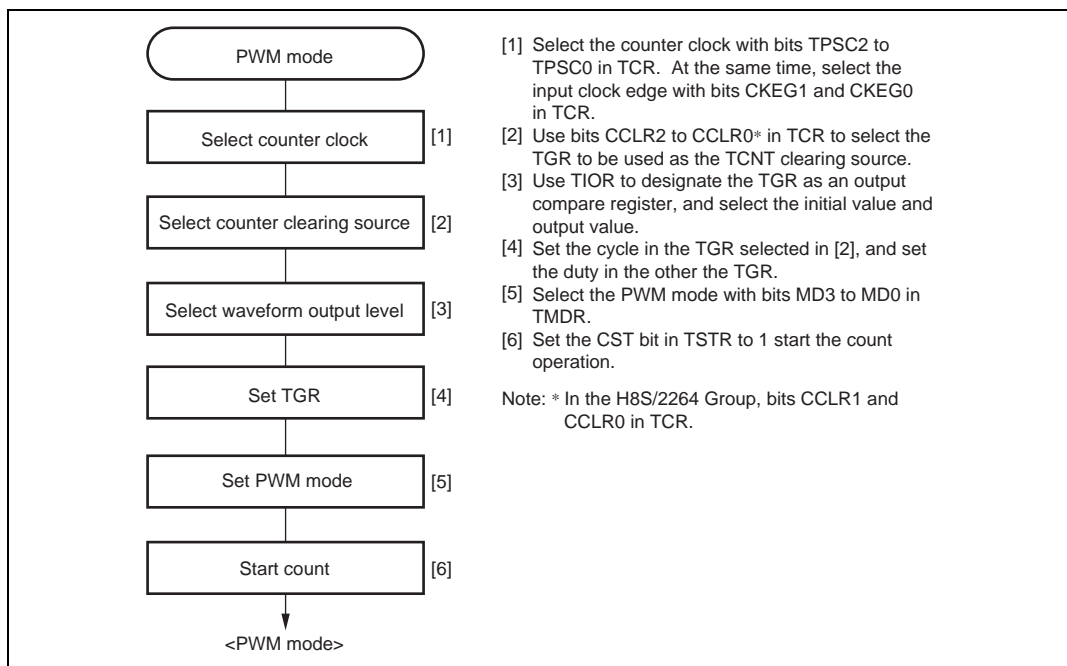 PWM mode
Select counter clock [1]
Select counter clearing source [2]
Select waveform output level [3]
Set TGR [4]
Set PWM mode [5]
Start count [6]
<PWM mode>
[1] Select the counter clock with bits TPSC2 to
TPSC0 in TCR. At the same time, select the
input clock edge with bits CKEG1 and CKEG0
in TCR.
[2] Use bits CCLR2 to CCLR0* in TCR to select the
TGR to be used as the TCNT clearing source.
[3] Use TIOR to designate the TGR as an output
compare register, and select the initial value and
output value.
[4] Set the cycle in the TGR selected in [2], and set
the duty in the other the TGR.
[5] Select the PWM mode with bits MD3 to MD0 in
TMDR.
[6] Set the CST bit in TSTR to 1 start the count
operation.
Note: * In the H8S/2264 Group, bits CCLR1 and
CCLR0 in TCR.